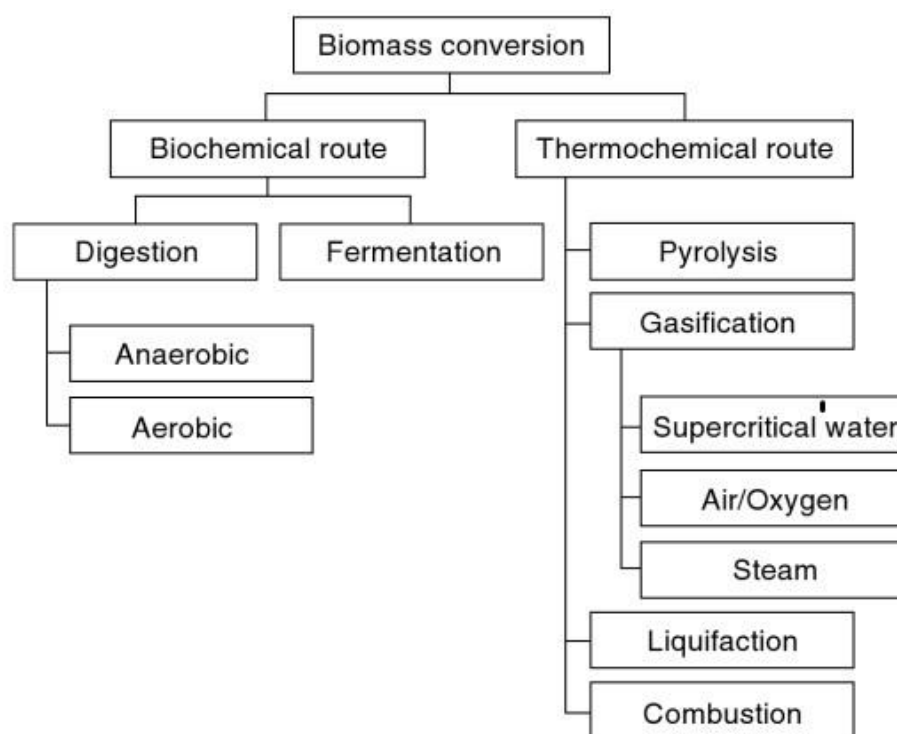 Biomass conversion
Biochemical route
Thermochemical route
Digestion
Fermentation
Pyrolysis
Gasification
Anaerobic
Aerobic
Supercritical water
Air/Oxygen
Steam
Liquifaction
Combustion